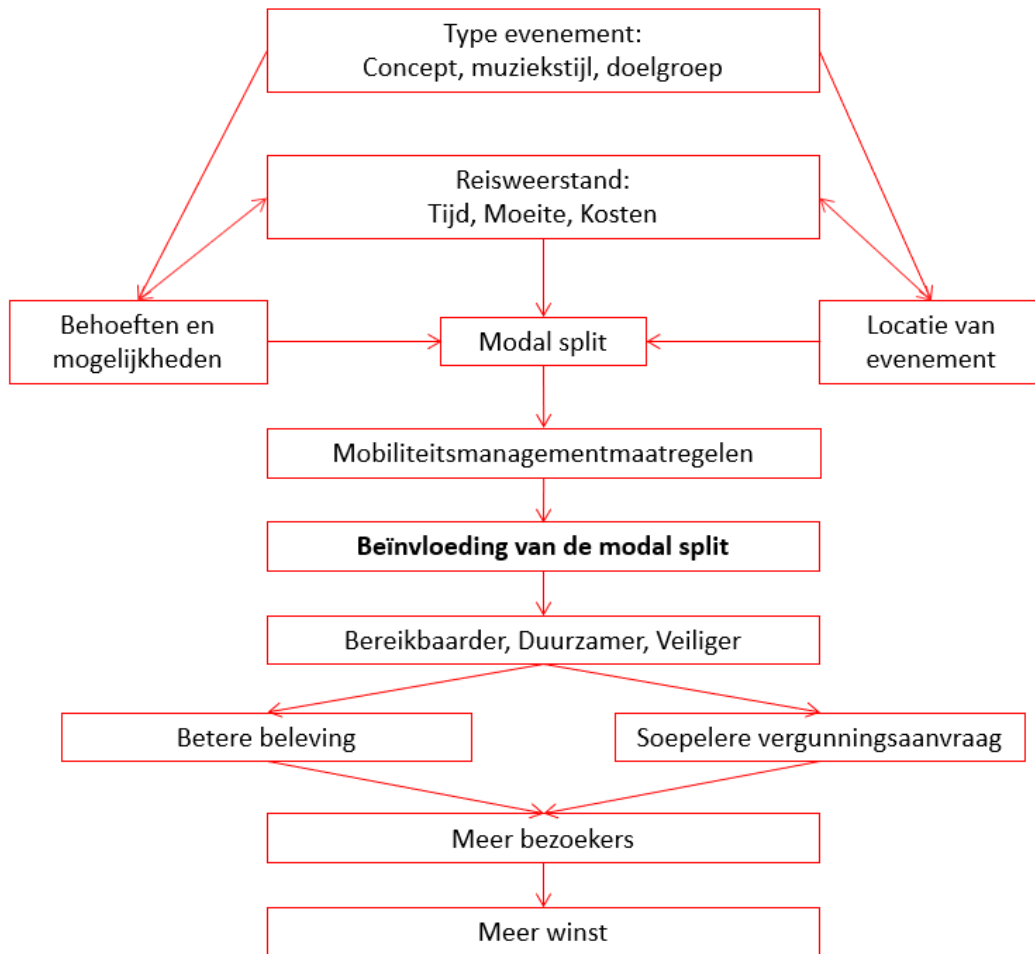 Type evenement:
Concept, muziekstijl, doelgroep
Reisweerstand:
Tijd, Moeite, Kosten
Behoeften en
mogelijkheden
Modal split
Locatie van
evenement
Mobiliteitsmanagementmaatregelen
Beïnvloeding van de modal split
Bereikbaarder, Duurzamer, Veiliger
Betere beleving
Soepelere vergunningsaanvraag
Meer bezoekers
Meer winst